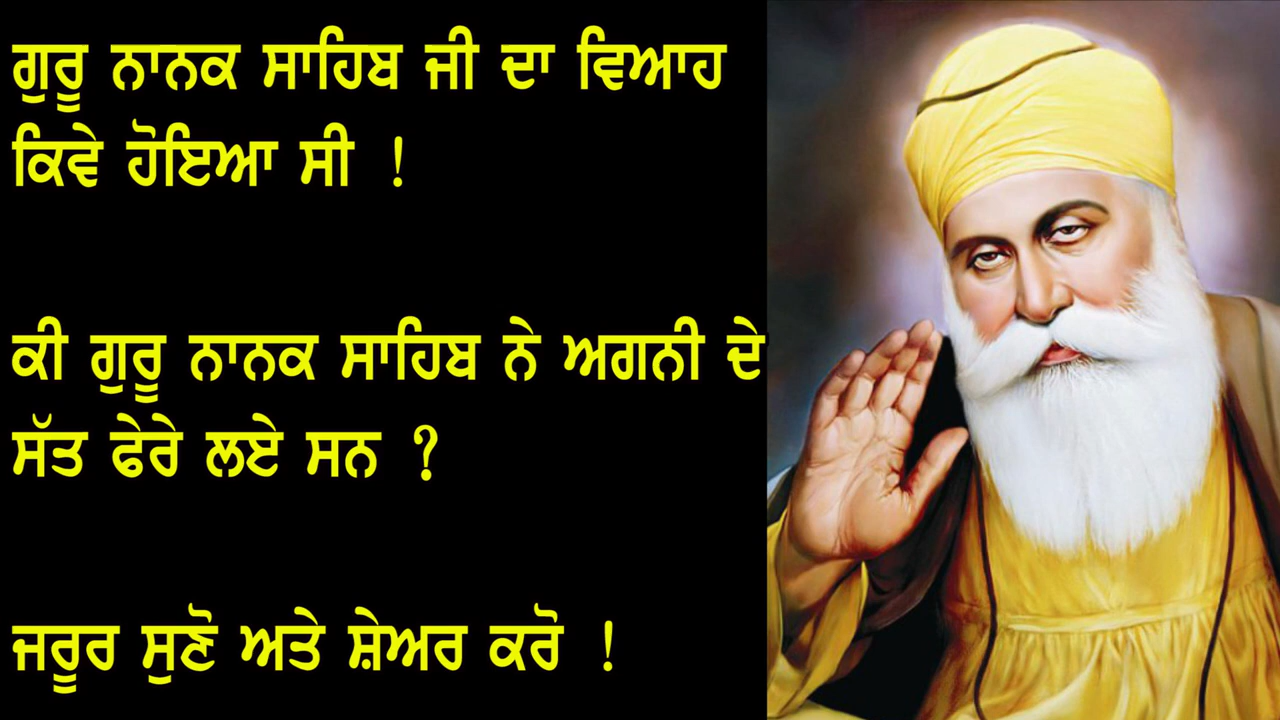 ਗੁਰੂ ਨਾਨਕ ਸਾਹਿਬ ਜੀ ਦਾ ਵਿਆਹ
ਕਿਵੇ ਹੋਇਆ ਸੀ !
ਕੀ ਗੁਰੂ ਨਾਨਕ ਸਾਹਿਬ ਨੇ ਅਗਨੀ ਦੇ
ਸੱਤ ਫੇਰੇ ਲਏ ਸਨ ?
ਜਰੂਰ ਸੁਣੋ ਅਤੇ ਸ਼ੇਅਰ ਕਰੋ !